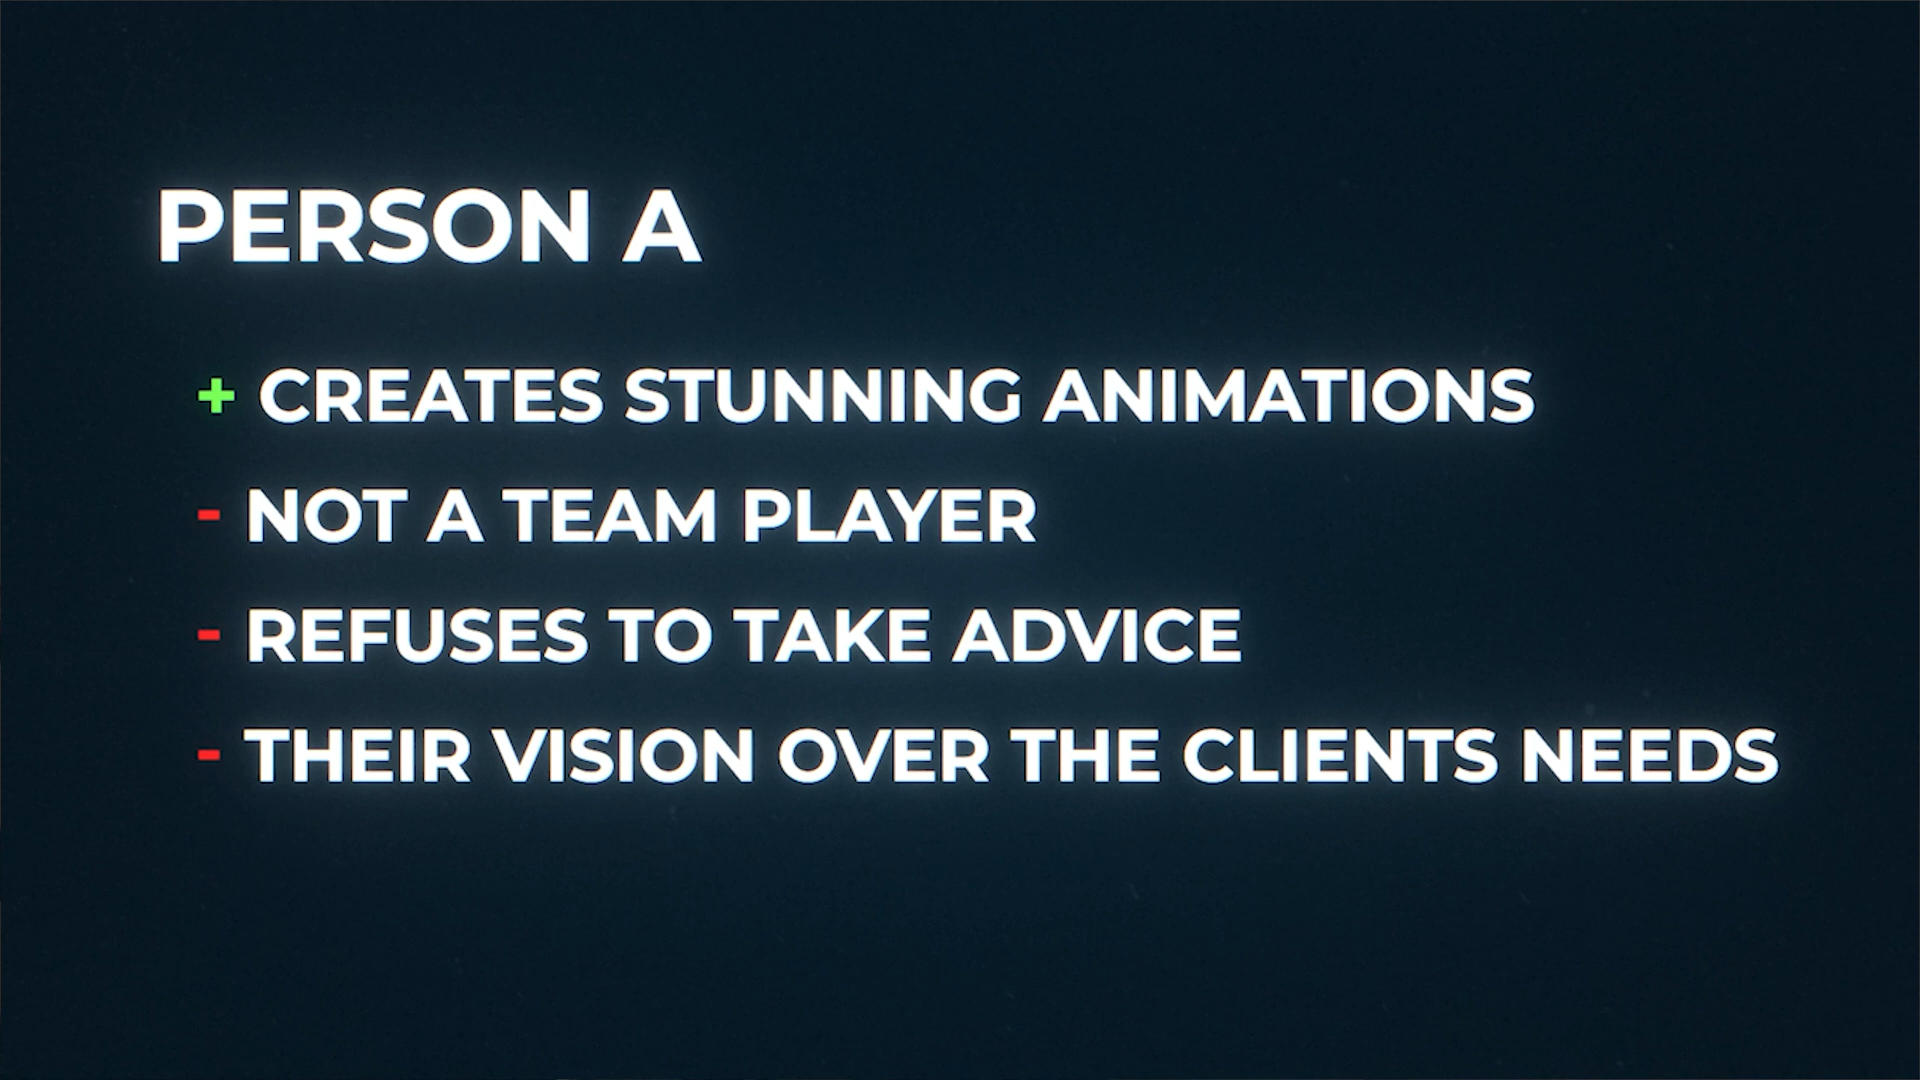 PERSON A
+ CREATES STUNNING ANIMATIONS
- NOT A TEAM PLAYER
- REFUSES TO TAKE ADVICE
- THEIR VISION OVER THE CLIENTS NEEDS